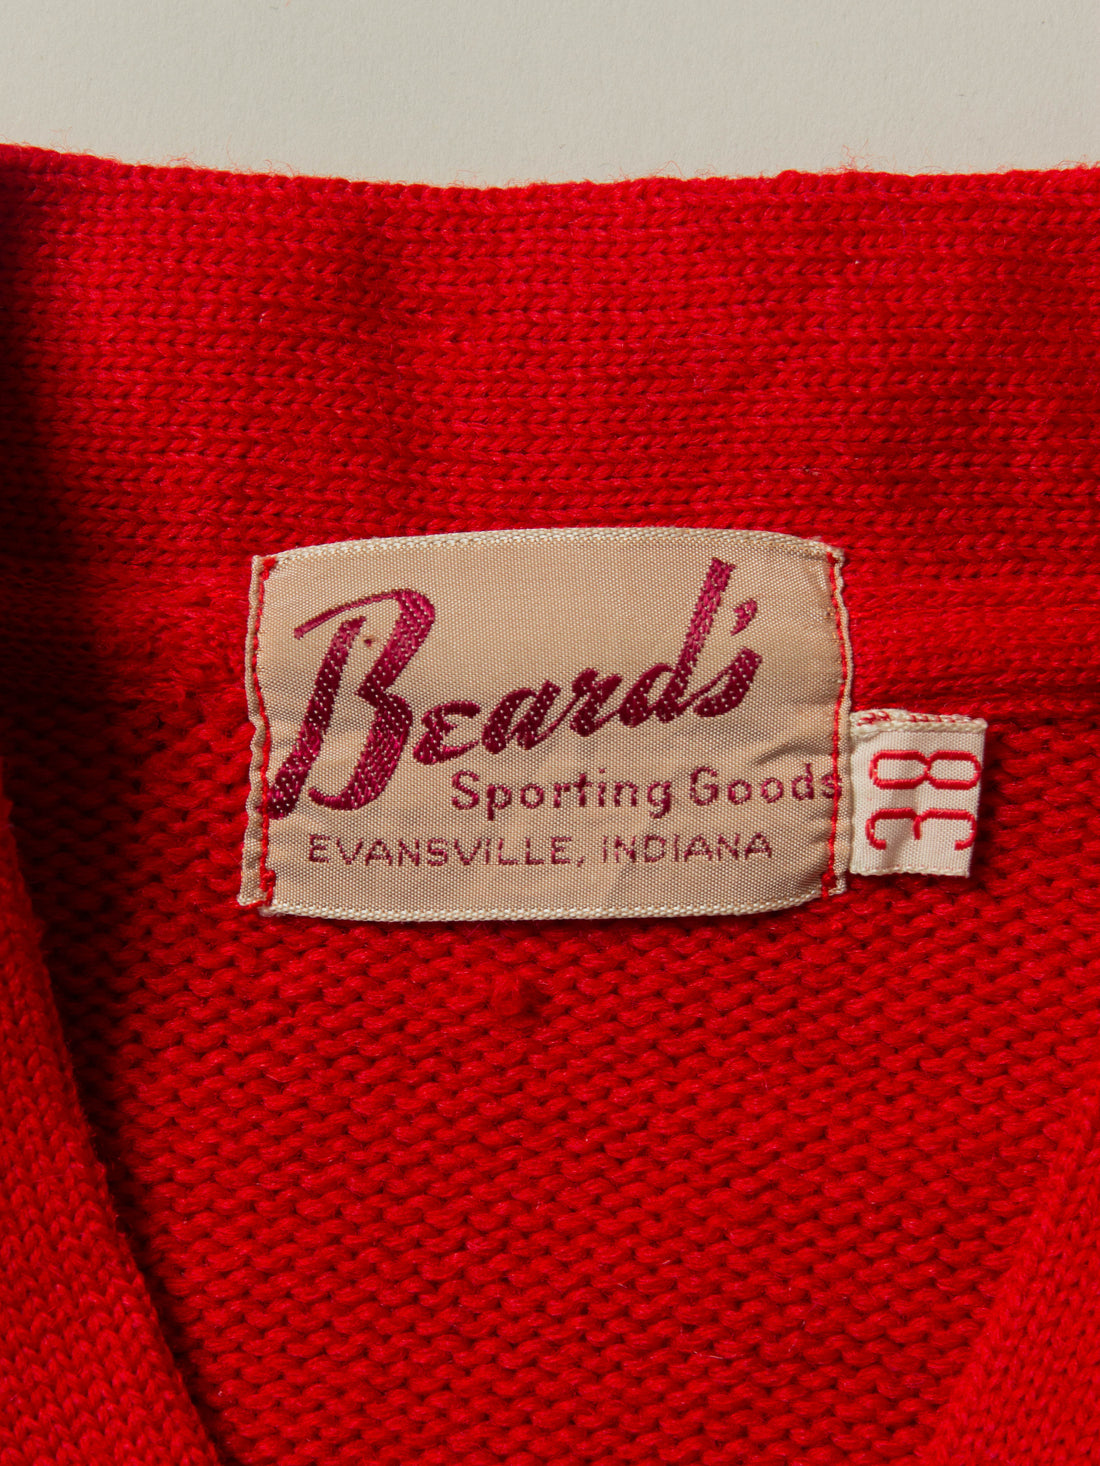 Beard's
Sporting Goods
EVANSVILLE, INDIANA
38